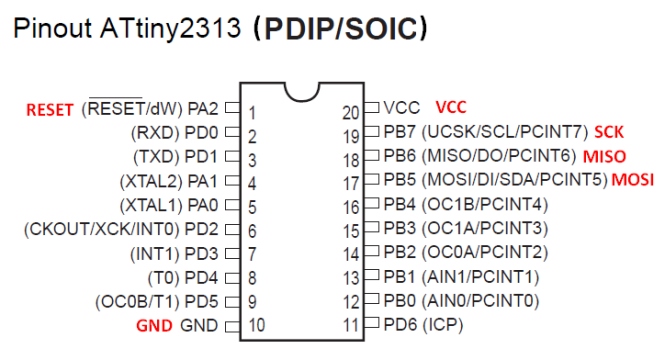 Pinout ATtiny2313 (PDIP/SOIC)
RESET (RESET/dW) PA2 1 20 VCC VCC
(RXD) PD0 2 19 PB7 (UCSK/SCL/PCINT7) SCK
(TXD) PD1 3 18 PB6 (MISO/DO/PCINT6) MISO
(XTAL2) PA1 4 17 PB5 (MOSI/DI/SDA/PCINT5) MOSI
(XTAL1) PA0 5 16 PB4 (OC1B/PCINT4)
(CKOUT/XCK/INT0) PD2 6 15 PB3 (OC1A/PCINT3)
(INT1) PD3 7 14 PB2 (OC0A/PCINT2)
(T0) PD4 8 13 PB1 (AIN1/PCINT1)
(OC0B/T1) PD5 9 12 PB0 (AIN0/PCINT0)
GND GND 10 11 PD6 (ICP)